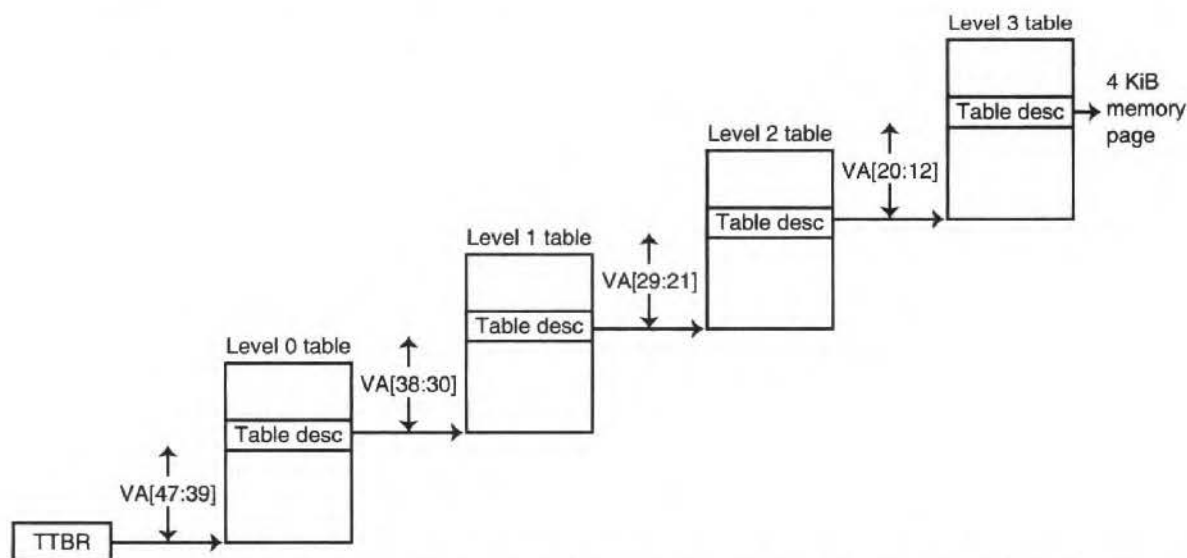 Level 3 table
Table desc
4 KiB
memory
page
Level 2 table
VA[20:12]
Table desc
Level 1 table
VA[29:21]
Table desc
Level 0 table
VA[38:30]
Table desc
VA[47:39]
TTBR